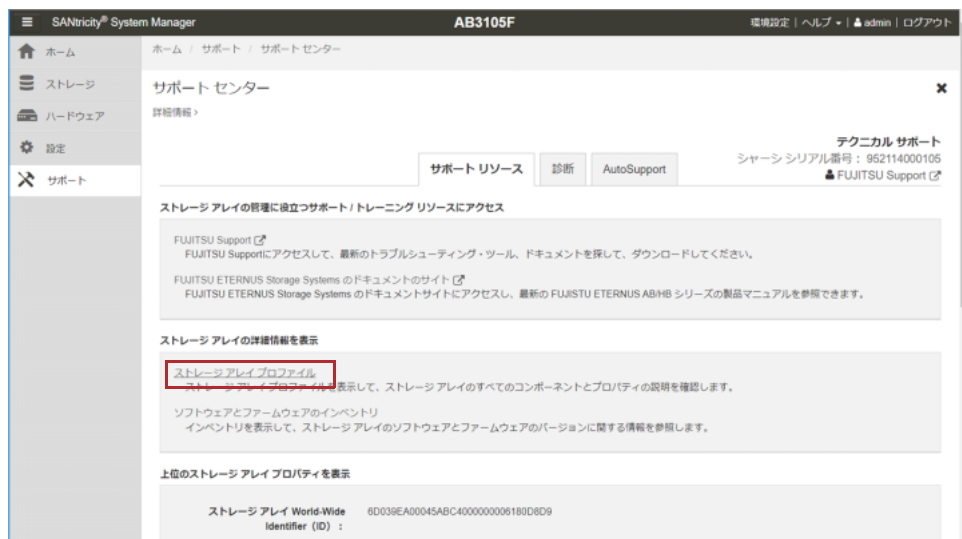 SANtricity® System Manager
AB3105F
環境設定 | ヘルプ ▾ | admin | ログアウト
ホーム
ストレージ
ハードウェア
設定
サポート
ホーム / サポート / サポート センター
サポート センター
詳細情報 >
テクニカル サポート
シャーシ シリアル番号： 952114000105
FUJITSU Support
サポート リソース
診断
AutoSupport
ストレージ アレイの管理に役立つサポート / トレーニング リソースにアクセス
FUJITSU Support
FUJITSU Supportにアクセスして、最新のトラブルシューティング・ツール、ドキュメントを探して、ダウンロードしてください。
FUJITSU ETERNUS Storage Systems のドキュメントのサイト
FUJITSU ETERNUS Storage Systems のドキュメントサイトにアクセスし、最新の FUJISTU ETERNUS AB/HB シリーズの製品マニュアルを参照できます。
ストレージ アレイの詳細情報を表示
ストレージ アレイ プロファイル
ストレージ アレイ プロファイルを表示して、ストレージ アレイのすべてのコンポーネントとプロパティの説明を確認します。
ソフトウェアとファームウェアのインベントリ
インベントリを表示して、ストレージ アレイのソフトウェアとファームウェアのバージョンに関する情報を参照します。
上位のストレージ アレイ プロパティを表示
ストレージ アレイ World-Wide 6D039EA00045ABC4000000006180D8D9
Identifier（ID）：